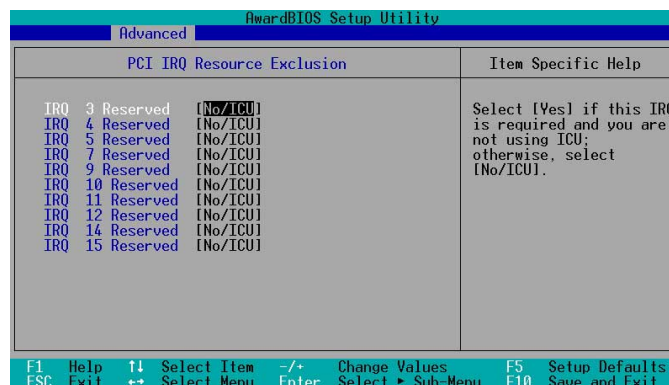 AwardBIOS Setup Utility
Advanced
PCI IRQ Resource Exclusion
Item Specific Help
IRQ 3 Reserved [No/ICU]
IRQ 4 Reserved [No/ICU]
IRQ 5 Reserved [No/ICU]
IRQ 7 Reserved [No/ICU]
IRQ 9 Reserved [No/ICU]
IRQ 10 Reserved [No/ICU]
IRQ 11 Reserved [No/ICU]
IRQ 12 Reserved [No/ICU]
IRQ 14 Reserved [No/ICU]
IRQ 15 Reserved [No/ICU]
Select [Yes] if this IRQ
is required and you are
not using ICU;
otherwise, select
[No/ICU].
F1 Help ↑↓ Select Item -/+ Change Values F5 Setup Defaults
ESC Exit ←→ Select Menu Enter Select ► Sub-Menu F10 Save and Exits